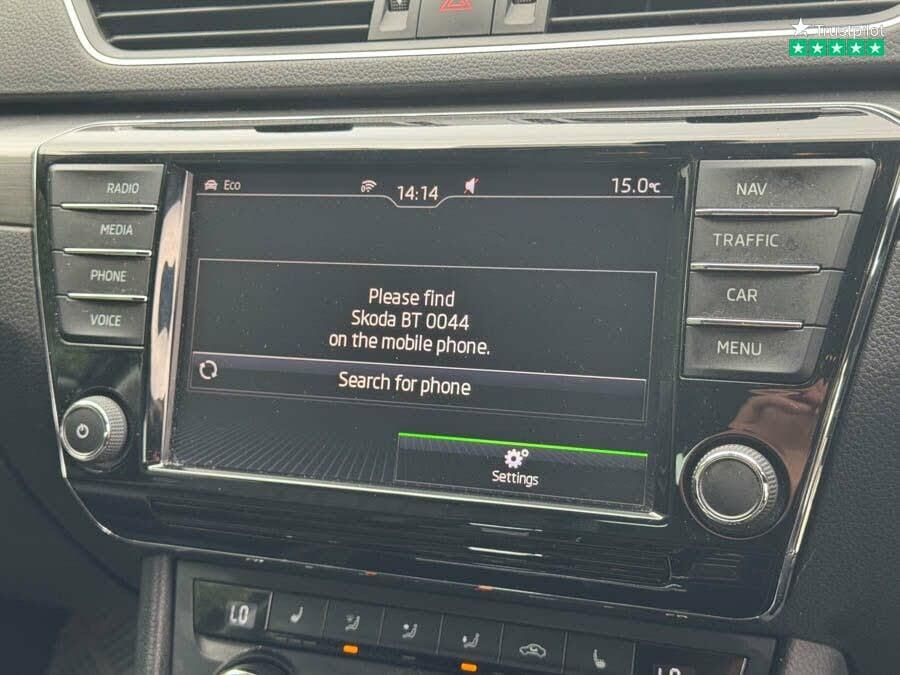 Trustpilot
RADIO
MEDIA
PHONE
VOICE
Eco
14:14
15.0℃
Please find
Skoda BT 0044
on the mobile phone.
Search for phone
Settings
NAV
TRAFFIC
CAR
MENU
LO
LO